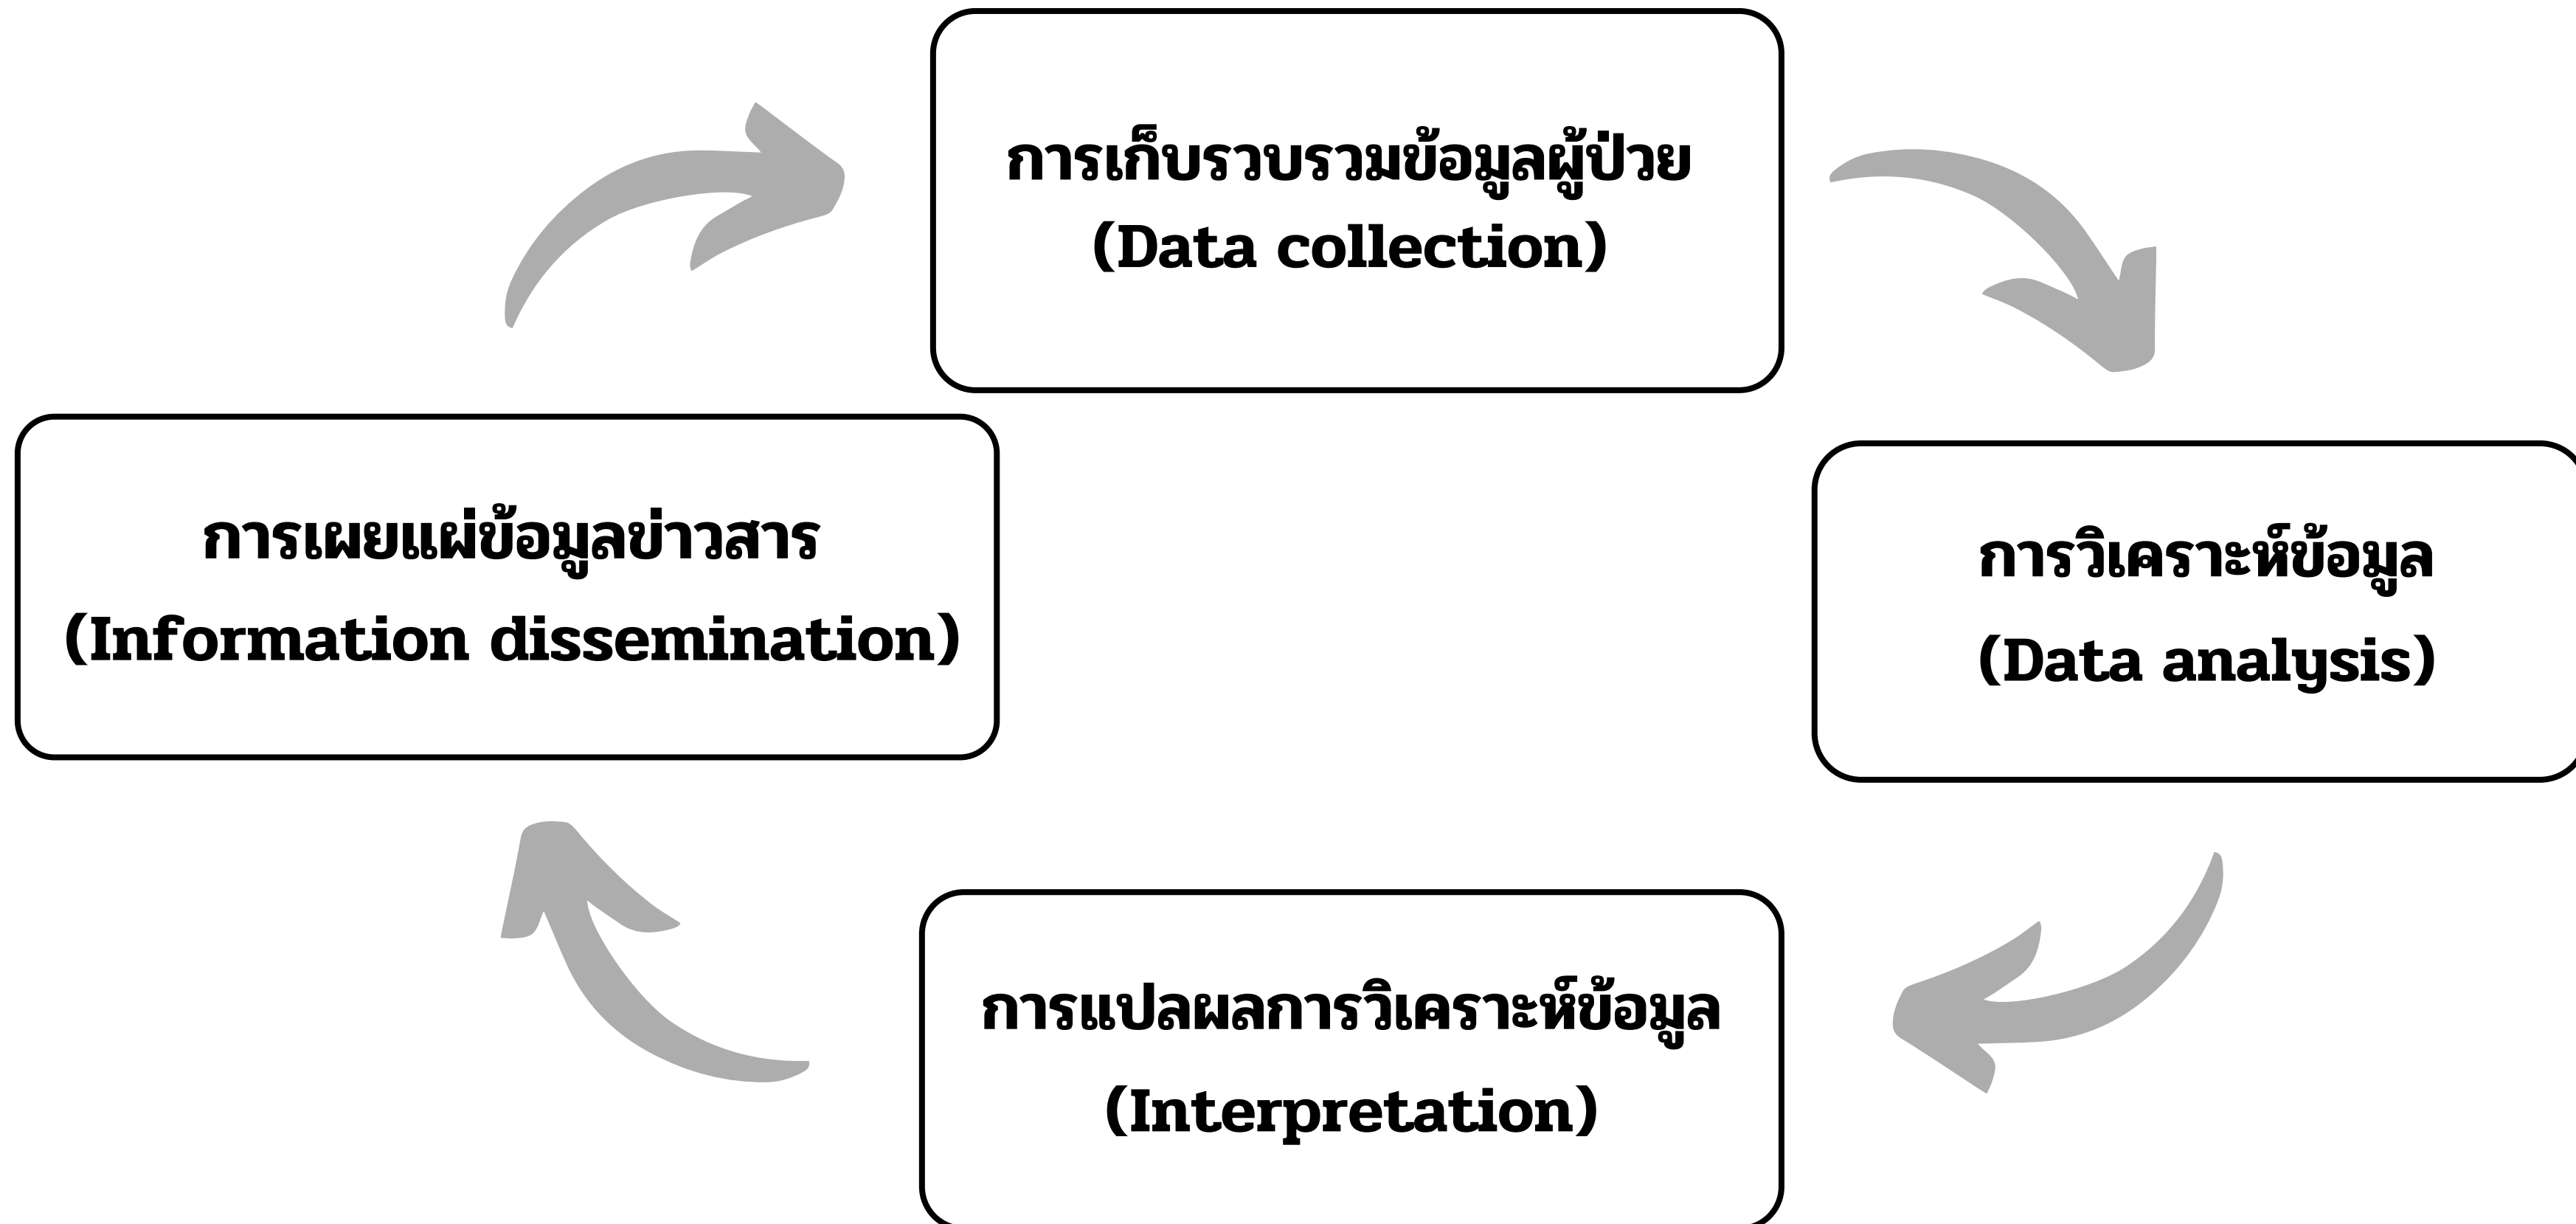 การเก็บรวบรวมข้อมูลผู้ป่วย
(Data collection)
การเผยแผ่ข้อมูลข่าวสาร
(Information dissemination)
การวิเคราะห์ข้อมูล
(Data analysis)
การแปลผลการวิเคราะห์ข้อมูล
(Interpretation)